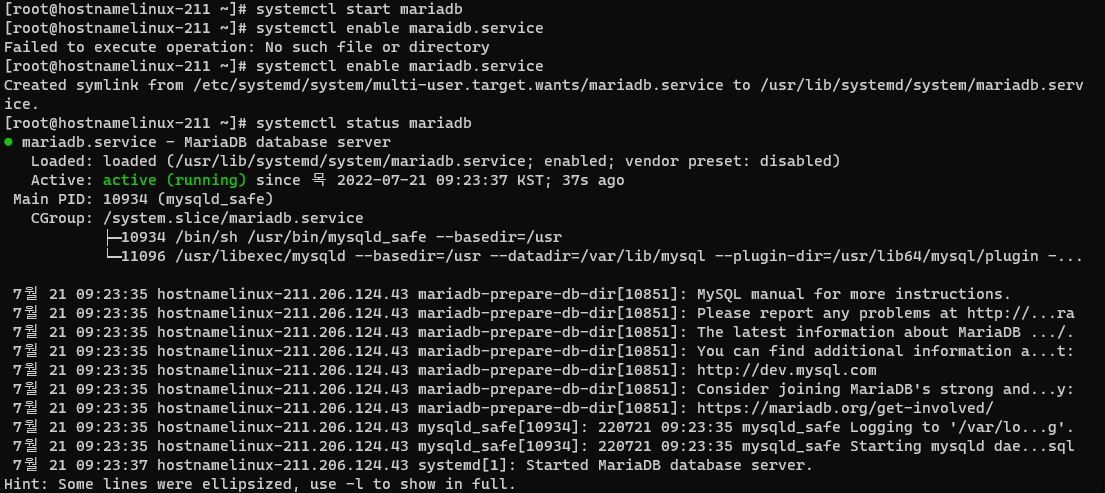 [root@hostnamelinux-211 ~]# systemctl start mariadb
[root@hostnamelinux-211 ~]# systemctl enable maraidb.service
Failed to execute operation: No such file or directory
[root@hostnamelinux-211 ~]# systemctl enable mariadb.service
Created symlink from /etc/systemd/system/multi-user.target.wants/mariadb.service to /usr/lib/systemd/system/mariadb.serv
ice.
[root@hostnamelinux-211 ~]# systemctl status mariadb
● mariadb.service - MariaDB database server
   Loaded: loaded (/usr/lib/systemd/system/mariadb.service; enabled; vendor preset: disabled)
   Active: active (running) since 목 2022-07-21 09:23:37 KST; 37s ago
 Main PID: 10934 (mysqld_safe)
   CGroup: /system.slice/mariadb.service
           ├─10934 /bin/sh /usr/bin/mysqld_safe --basedir=/usr
           └─11096 /usr/libexec/mysqld --basedir=/usr --datadir=/var/lib/mysql --plugin-dir=/usr/lib64/mysql/plugin -...

 7월 21 09:23:35 hostnamelinux-211.206.124.43 mariadb-prepare-db-dir[10851]: MySQL manual for more instructions.
 7월 21 09:23:35 hostnamelinux-211.206.124.43 mariadb-prepare-db-dir[10851]: Please report any problems at http://...ra
 7월 21 09:23:35 hostnamelinux-211.206.124.43 mariadb-prepare-db-dir[10851]: The latest information about MariaDB .../.
 7월 21 09:23:35 hostnamelinux-211.206.124.43 mariadb-prepare-db-dir[10851]: You can find additional information a...t:
 7월 21 09:23:35 hostnamelinux-211.206.124.43 mariadb-prepare-db-dir[10851]: http://dev.mysql.com
 7월 21 09:23:35 hostnamelinux-211.206.124.43 mariadb-prepare-db-dir[10851]: Consider joining MariaDB's strong and...y:
 7월 21 09:23:35 hostnamelinux-211.206.124.43 mariadb-prepare-db-dir[10851]: https://mariadb.org/get-involved/
 7월 21 09:23:35 hostnamelinux-211.206.124.43 mysqld_safe[10934]: 220721 09:23:35 mysqld_safe Logging to '/var/lo...g'.
 7월 21 09:23:35 hostnamelinux-211.206.124.43 mysqld_safe[10934]: 220721 09:23:35 mysqld_safe Starting mysqld dae...sql
 7월 21 09:23:37 hostnamelinux-211.206.124.43 systemd[1]: Started MariaDB database server.
Hint: Some lines were ellipsized, use -l to show in full.